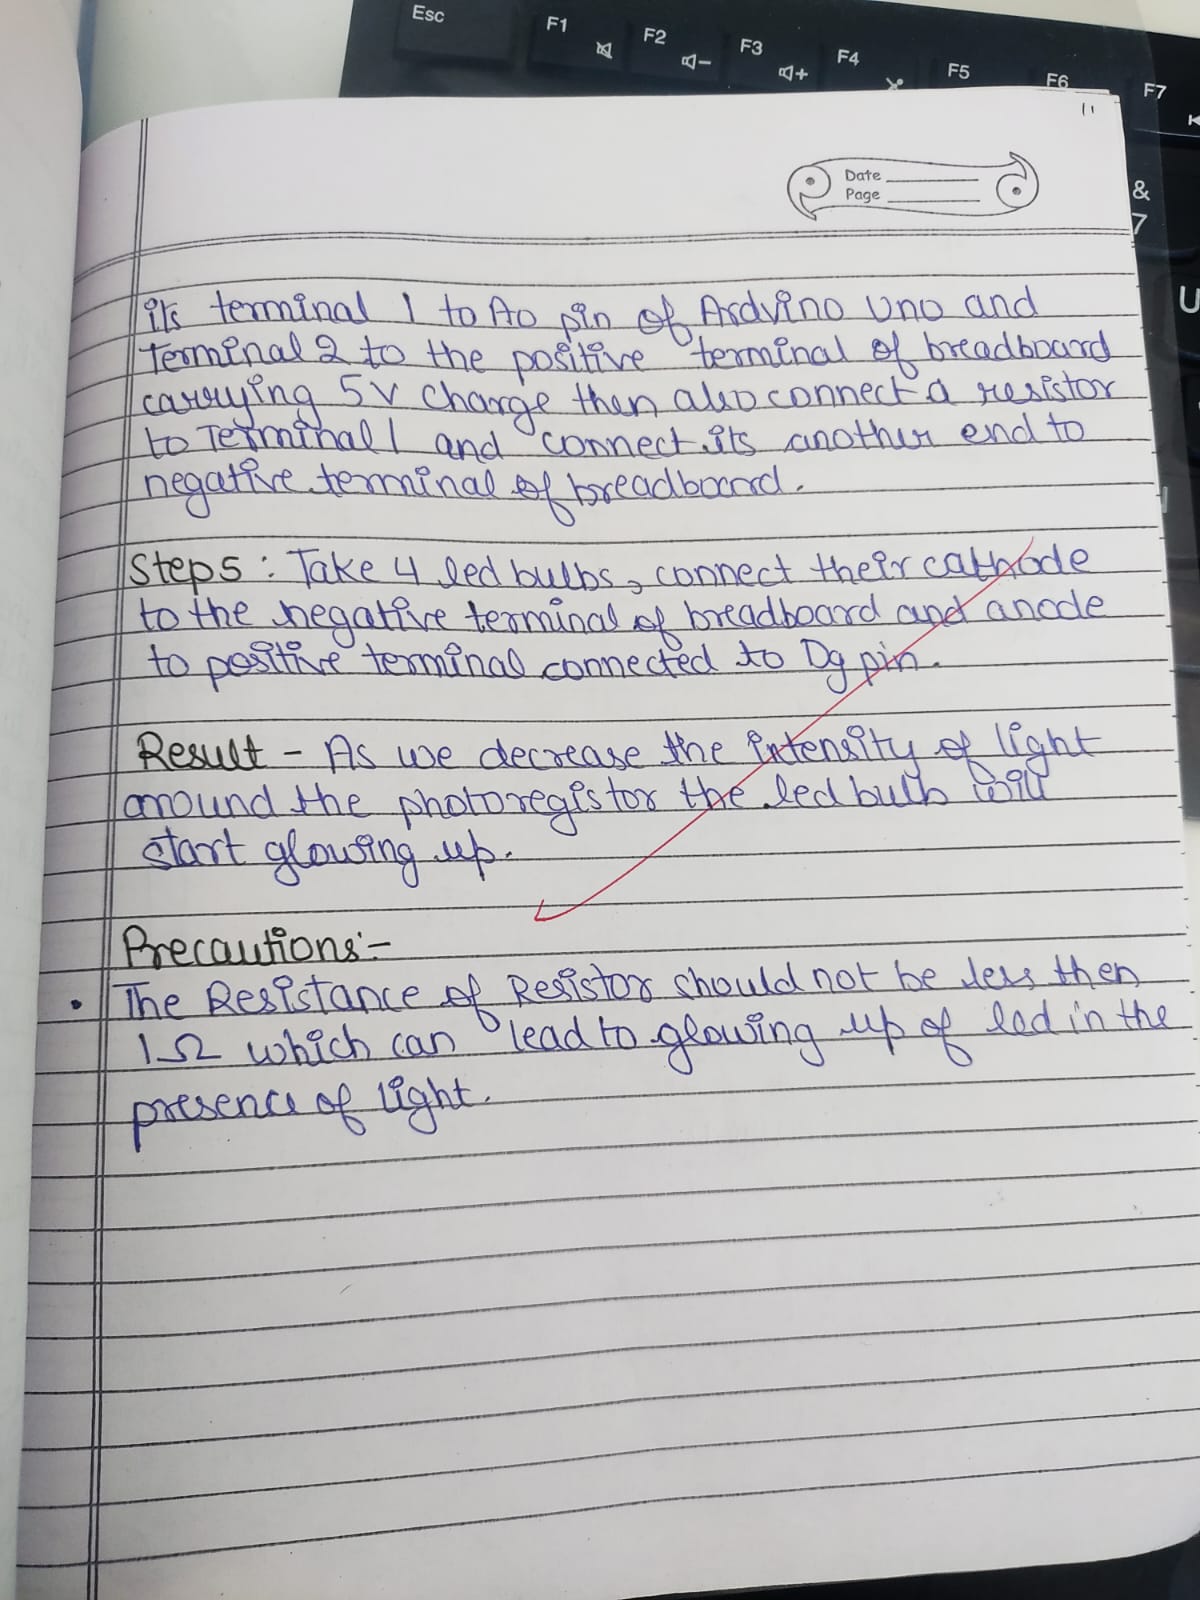 Esc
F1
F2
F3
F4
F5
F6
F7
&
7
U
11
Date
Page
its terminal 1 to A0 pin of Arduino Uno and
Terminal 2 to the positive terminal of breadboard
carrying 5V charge then also connect a resistor
to Terminal 1 and connect its another end to
negative terminal of breadboard.
Step5: Take 4 led bulbs, connect their cathode
to the negative terminal of breadboard and anode
to positive terminal connected to D9 pin.
Result - As we decrease the intensity of light
around the photoregistor the led bulb will
start glowing up.
Precautions:-
• The Resistance of Resistor should not be less then
1Ω which can lead to glowing up of led in the
presence of light.